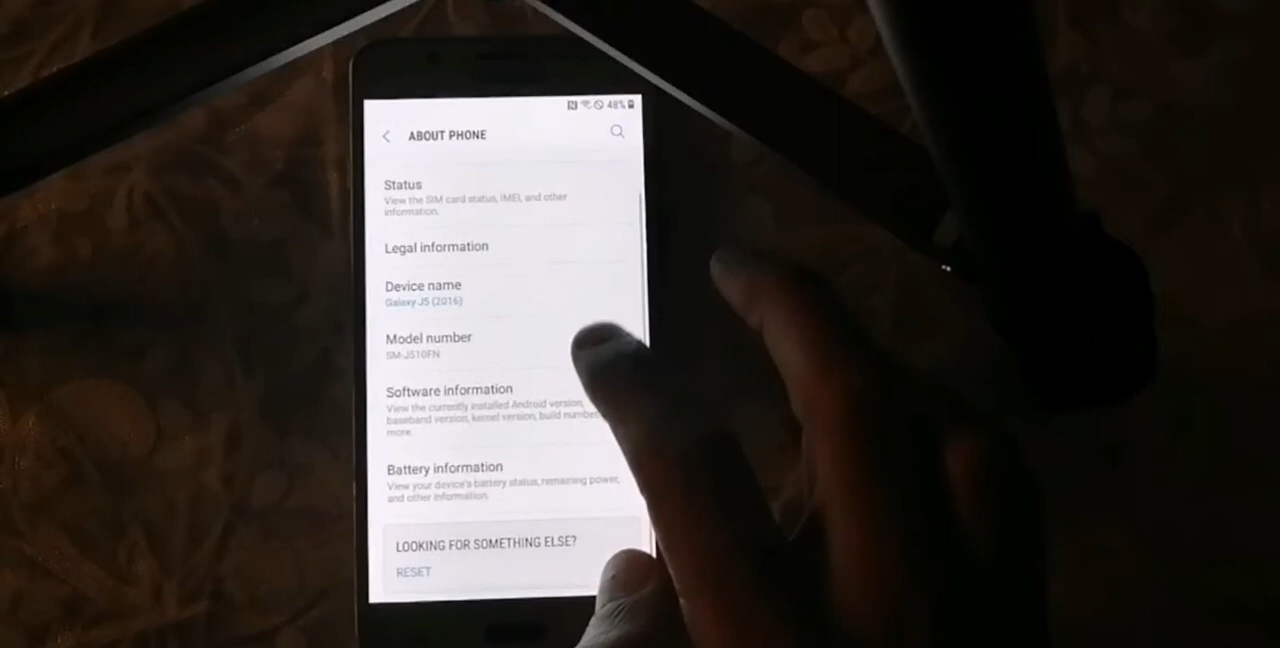 48%
ABOUT PHONE
Status
View the SIM card status, IMEI, and other
information.
Legal information
Device name
Galaxy J5 (2016)
Model number
SM-J510FN
Software information
View the currently installed Android version,
baseband version, kernel version, build number
more.
Battery information
View your device's battery status, remaining power,
and other information.
LOOKING FOR SOMETHING ELSE?
RESET